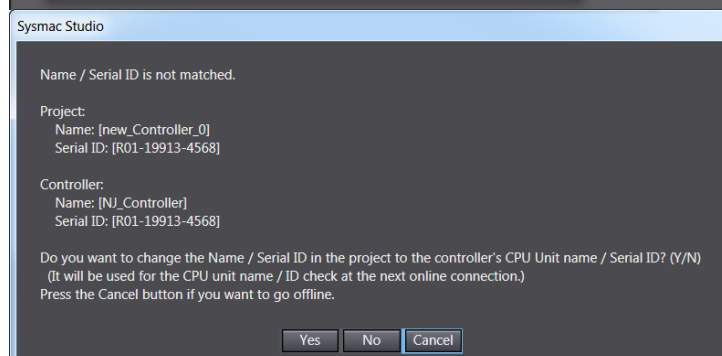 Sysmac Studio
Name / Serial ID is not matched.
Project:
Name: [new_Controller_0]
Serial ID: [R01-19913-4568]
Controller:
Name: [NJ_Controller]
Serial ID: [R01-19913-4568]
Do you want to change the Name / Serial ID in the project to the controller's CPU Unit name / Serial ID? (Y/N)
(It will be used for the CPU unit name / ID check at the next online connection.)
Press the Cancel button if you want to go offline.
Yes No Cancel